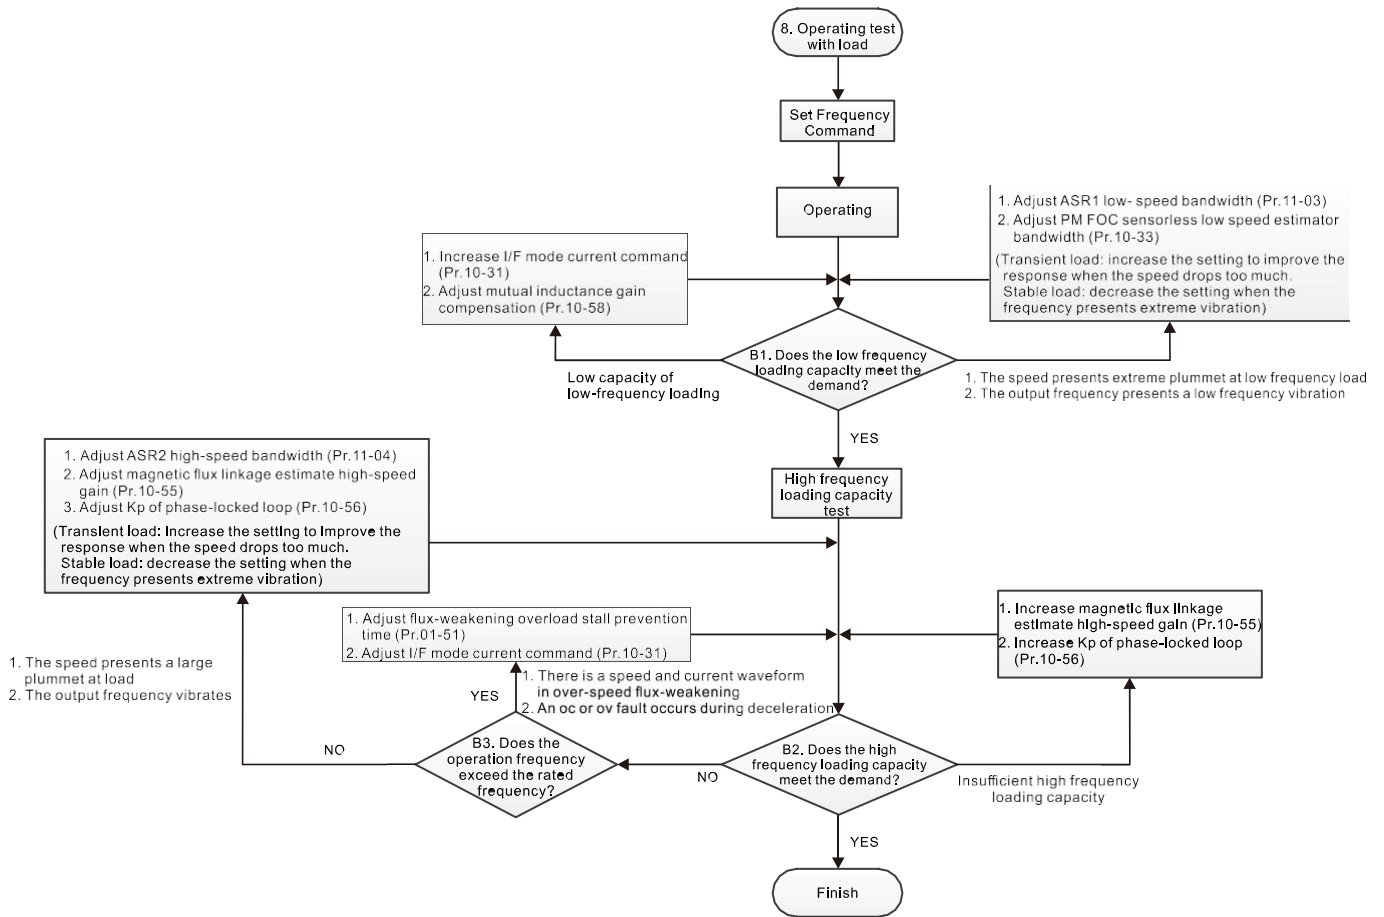 8. Operating test
with load
Set Frequency
Command
Operating
1. Adjust ASR1 low- speed bandwidth (Pr.11-03)
2. Adjust PM FOC sensorless low speed estimator
bandwidth (Pr.10-33)
(Transient load: increase the setting to improve the
response when the speed drops too much.
Stable load: decrease the setting when the
frequency presents extreme vibration)
1. Increase I/F mode current command
(Pr.10-31)
2. Adjust mutual inductance gain
compensation (Pr.10-58)
B1. Does the low frequency
loading capacity meet the
demand?
Low capacity of
low-frequency loading
1. The speed presents extreme plummet at low frequency load
2. The output frequency presents a low frequency vibration
YES
High frequency
loading capacity
test
1. Adjust ASR2 high-speed bandwidth (Pr.11-04)
2. Adjust magnetic flux linkage estimate high-speed
gain (Pr.10-55)
3. Adjust Kp of phase-locked loop (Pr.10-56)
(Transient load: Increase the setting to improve the
response when the speed drops too much.
Stable load: decrease the setting when the
frequency presents extreme vibration)
1. Adjust flux-weakening overload stall prevention
time (Pr.01-51)
2. Adjust I/F mode current command (Pr.10-31)
1. Increase magnetic flux linkage
estimate high-speed gain (Pr.10-55)
2. Increase Kp of phase-locked loop
(Pr.10-56)
1. The speed presents a large
plummet at load
2. The output frequency vibrates
YES
1. There is a speed and current waveform
in over-speed flux-weakening
2. An oc or ov fault occurs during deceleration
NO
B3. Does the
operation frequency
exceed the rated
frequency?
NO
B2. Does the high
frequency loading capacity
meet the demand?
Insufficient high frequency
loading capacity
YES
Finish